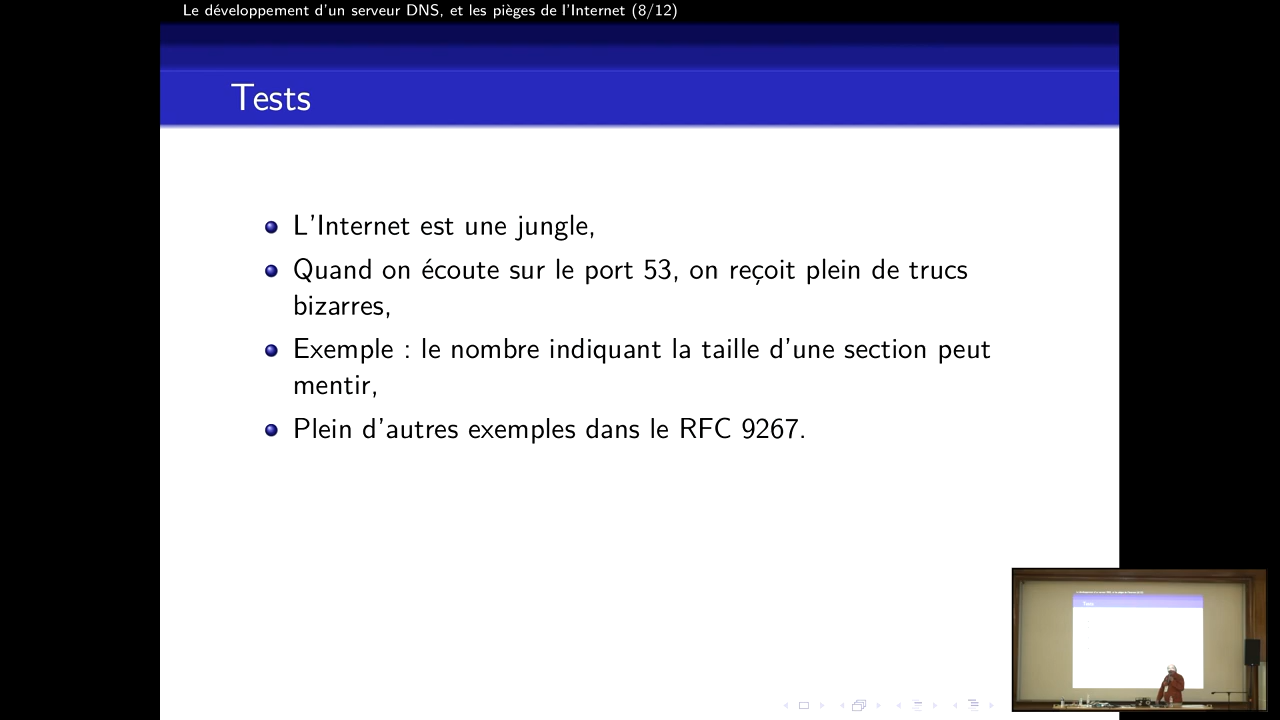 Le développement d'un serveur DNS, et les pièges de l'Internet (8/12)
Tests
L'Internet est une jungle,
Quand on écoute sur le port 53, on reçoit plein de trucs
bizarres,
Exemple : le nombre indiquant la taille d'une section peut
mentir,
Plein d'autres exemples dans le RFC 9267.
Tests